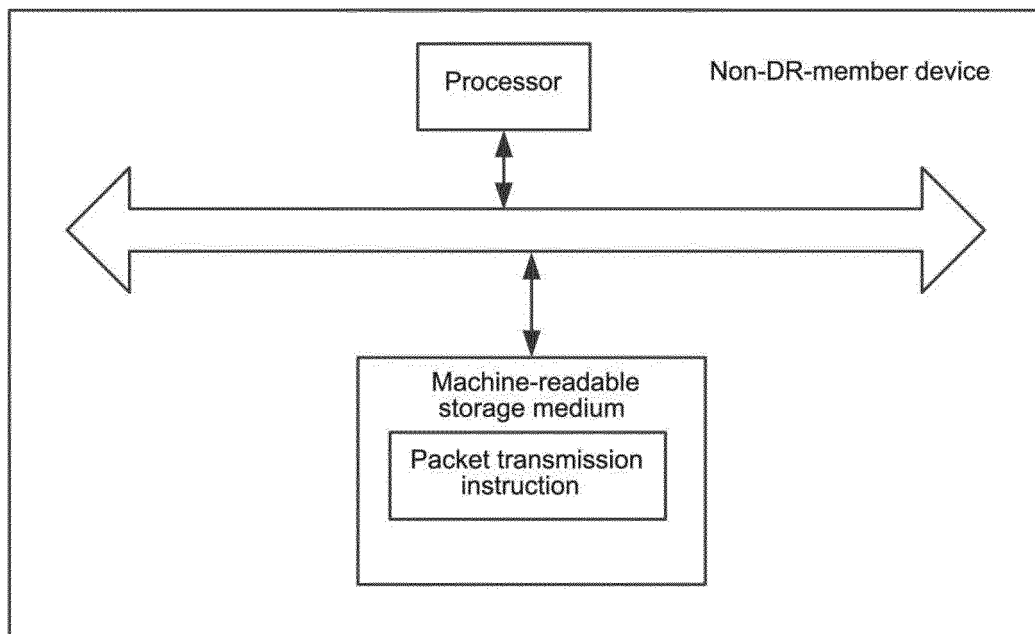 Processor
Non-DR-member device
Machine-readable
storage medium
Packet transmission
instruction